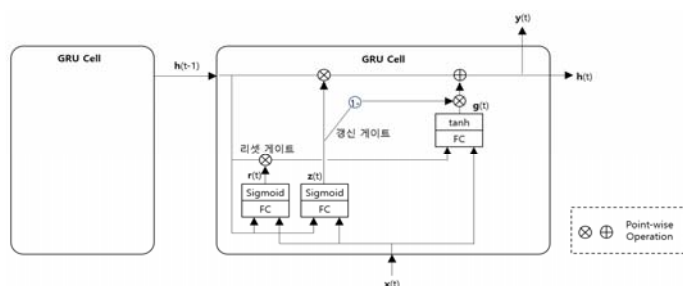 y(t)
GRU Cell
GRU Cell
h(t-1)
h(t)
1-
g(t)
갱신 게이트
tanh
FC
리셋 게이트
r(t)
z(t)
Sigmoid
Sigmoid
FC
FC
Point-wise
Operation
x(t)